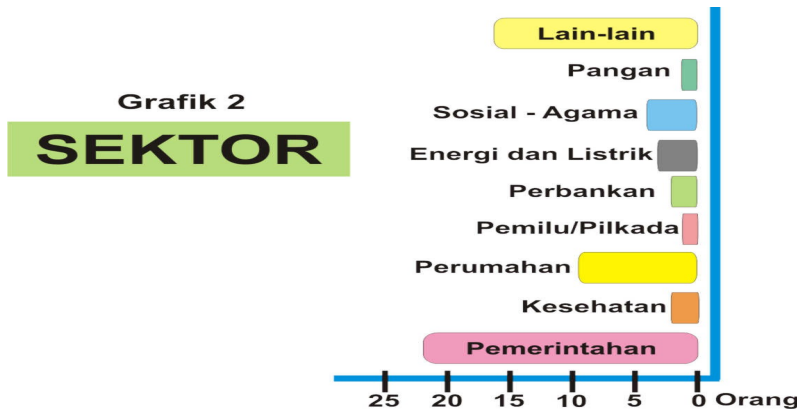 Grafik 2
SEKTOR
Lain-lain
Pangan
Sosial - Agama
Energi dan Listrik
Perbankan
Pemilu/Pilkada
Perumahan
Kesehatan
Pemerintahan
25 20 15 10 5 0 Orang